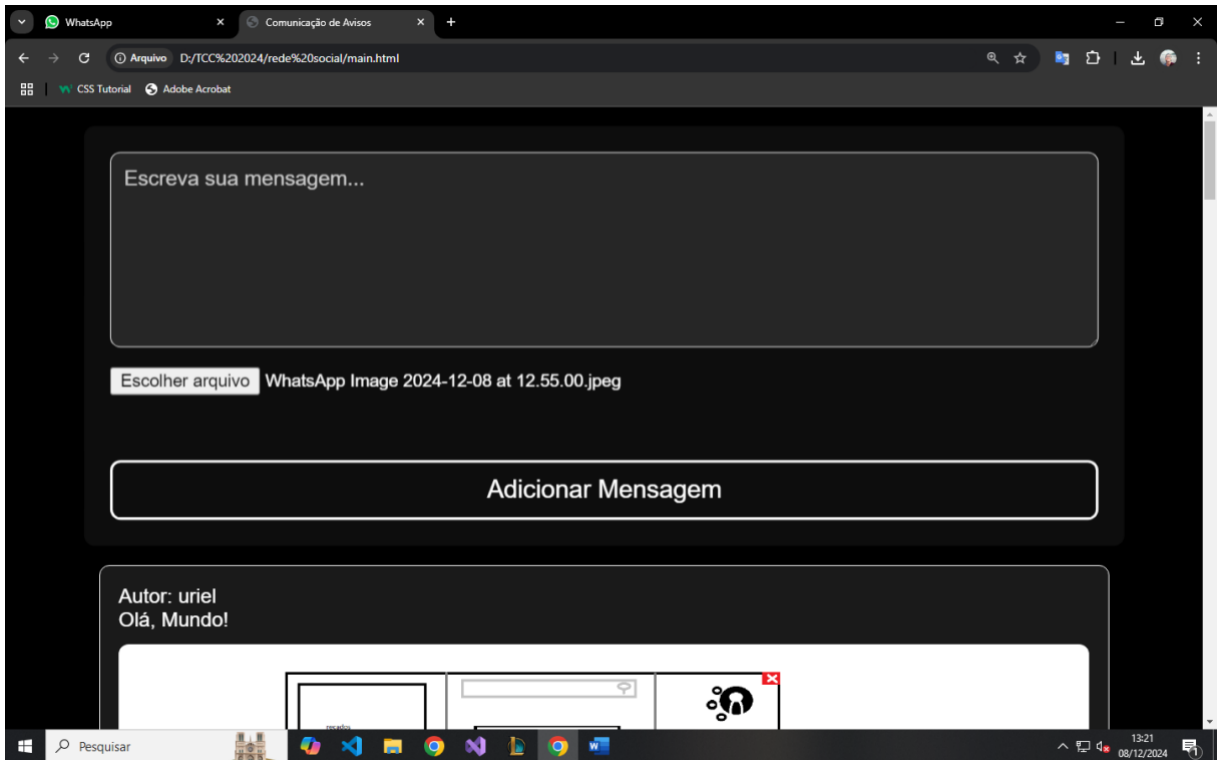 WhatsApp
Comunicação de Avisos
Arquivo D:/TCC%202024/rede%20social/main.html
CSS Tutorial Adobe Acrobat
Escreva sua mensagem...
Escolher arquivo WhatsApp Image 2024-12-08 at 12.55.00.jpeg
Adicionar Mensagem
Autor: uriel
Olá, Mundo!
recados
Pesquisar
13:21
08/12/2024